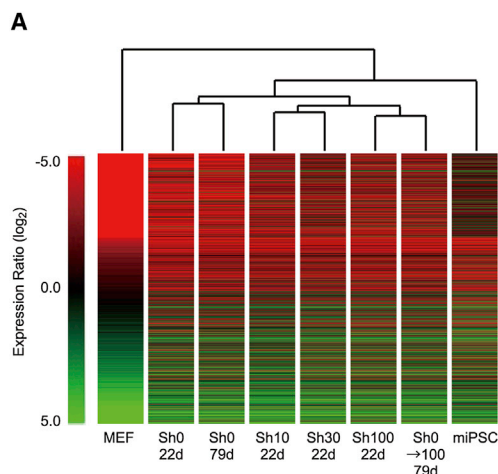 A
-5.0
0.0
5.0
Expression Ratio (log2)
MEF
Sh0
22d
Sh0
79d
Sh10
22d
Sh30
22d
Sh100
22d
Sh0
→100
79d
miPSC